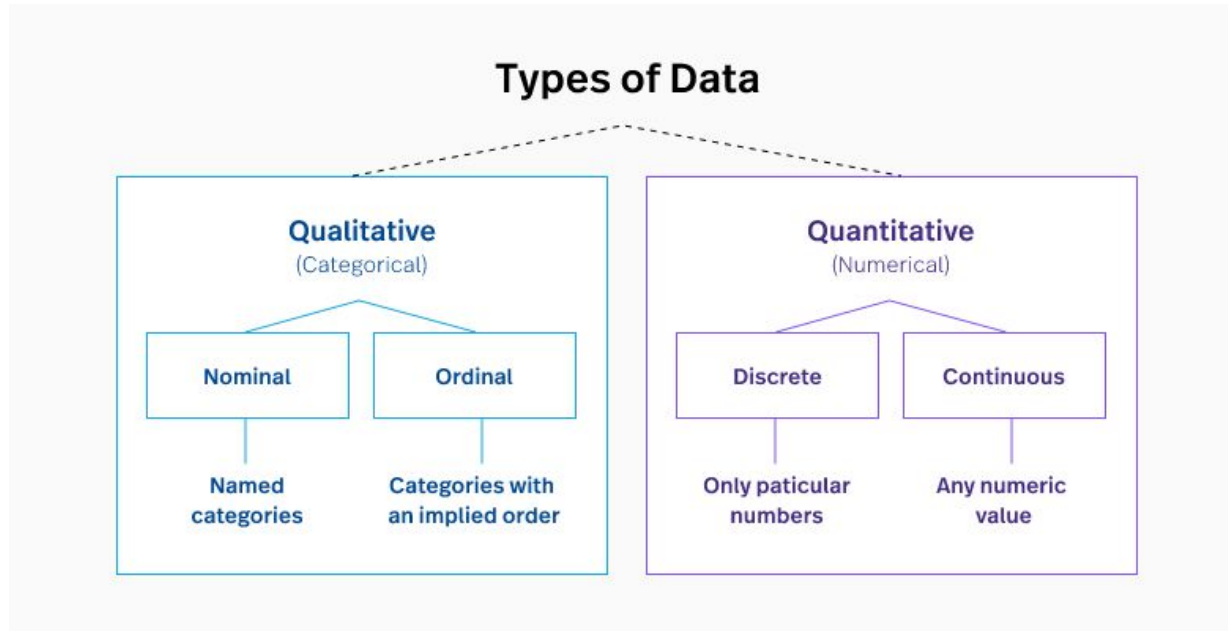 Types of Data
Qualitative
(Categorical)
Nominal
Ordinal
Named
categories
Categories with
an implied order
Quantitative
(Numerical)
Discrete
Continuous
Only paticular
numbers
Any numeric
value